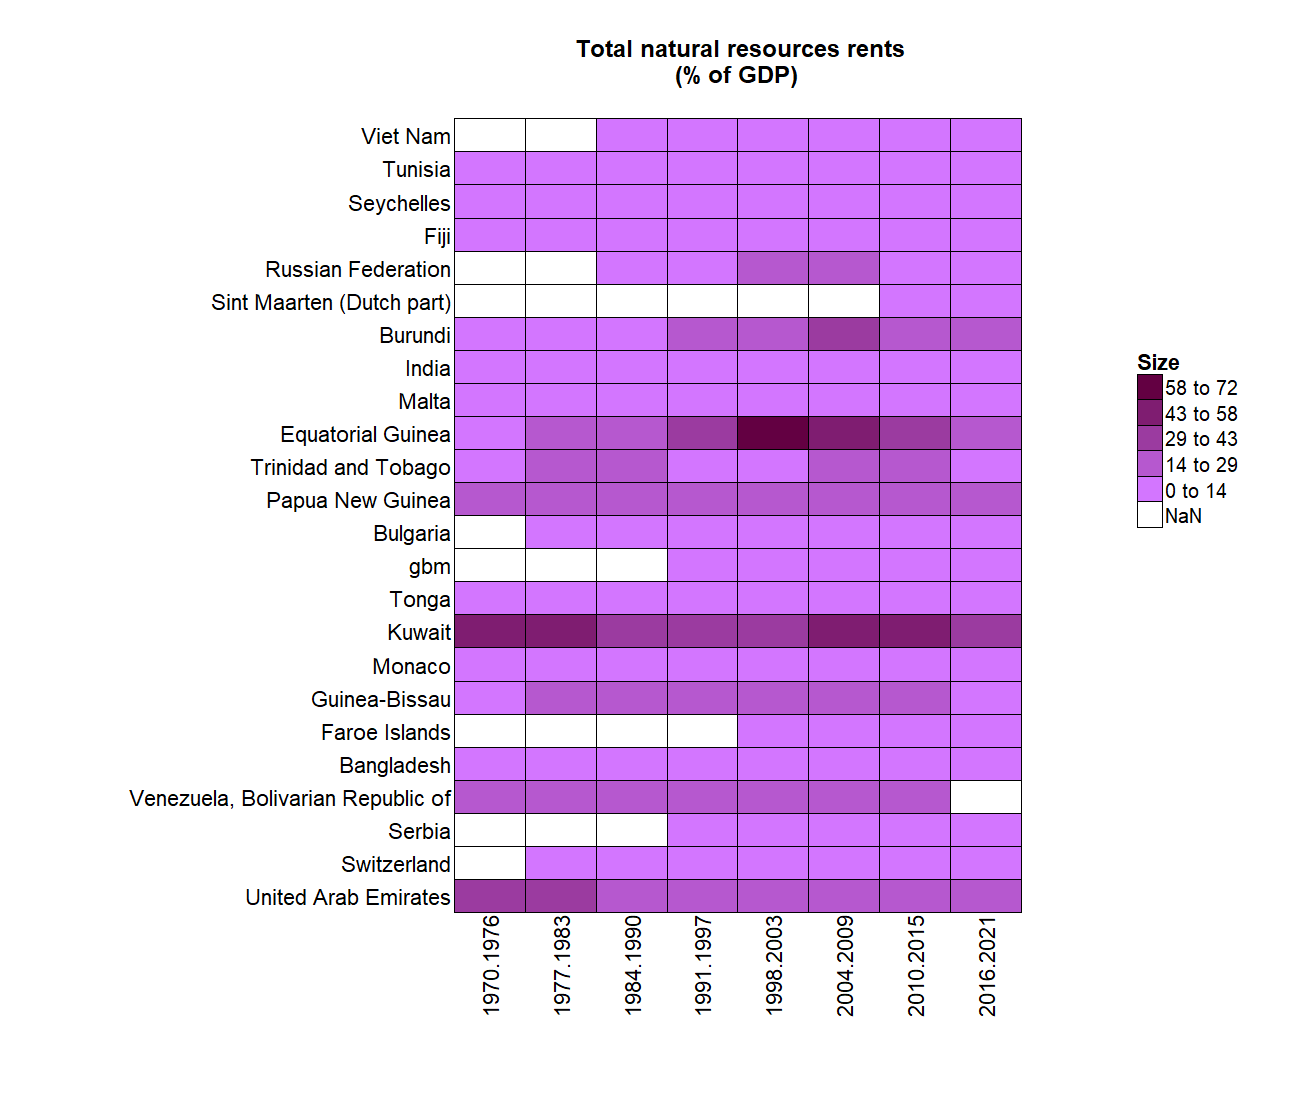 Total natural resources rents
(% of GDP)
Viet Nam
Tunisia
Seychelles
Fiji
Russian Federation
Sint Maarten (Dutch part)
Burundi
India
Malta
Equatorial Guinea
Trinidad and Tobago
Papua New Guinea
Bulgaria
gbm
Tonga
Kuwait
Monaco
Guinea-Bissau
Faroe Islands
Bangladesh
Venezuela, Bolivarian Republic of
Serbia
Switzerland
United Arab Emirates
1970.1976
1977.1983
1984.1990
1991.1997
1998.2003
2004.2009
2010.2015
2016.2021
Size
58 to 72
43 to 58
29 to 43
14 to 29
0 to 14
NaN